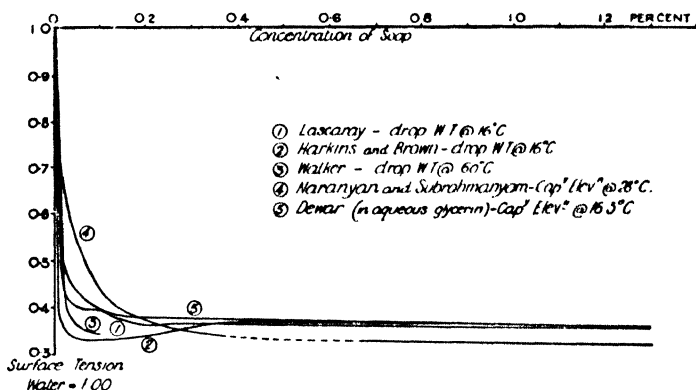 0 0.2 0.4 0.6 0.8 1.0 1.2 PERCENT
Concentration of Soap
1.0
0.9
0.8
0.7
0.6
0.5
0.4
0.3
① Lascaray - drop WT @ 16°C
② Harkins and Brown - drop WT @ 16°C
③ Walker - drop WT @ 60°C
④ Naranyan and Subrahmanyam - Cap^y Elev^n @ 28°C.
⑤ Dewar (in aqueous glycerin) - Cap^y Elev^n @ 16.5°C
④
⑤
③
①
②
Surface Tension
Water = 1.00